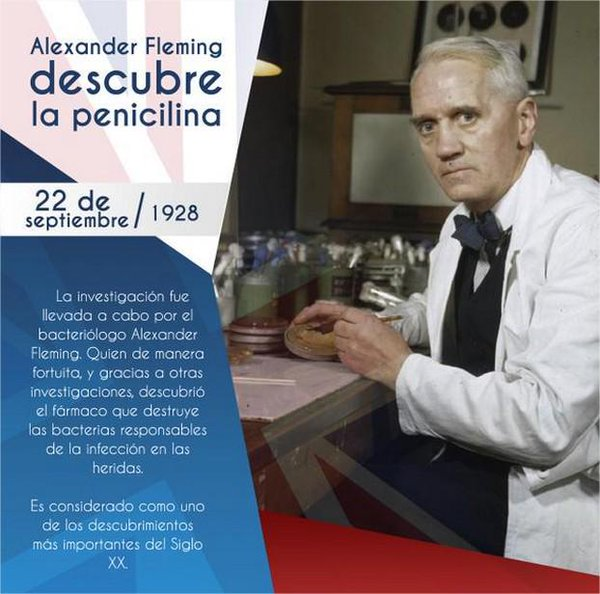 Alexander Fleming
descubre
la penicilina
22 de
septiembre / 1928
La investigación fue
llevada a cabo por el
bacteriólogo Alexander
Fleming. Quien de manera
fortuita, y gracias a otras
investigaciones, descubrió
el fármaco que destruye
las bacterias responsables
de la infección en las
heridas.
Es considerado como uno
de los descubrimientos
más importantes del Siglo
XX.